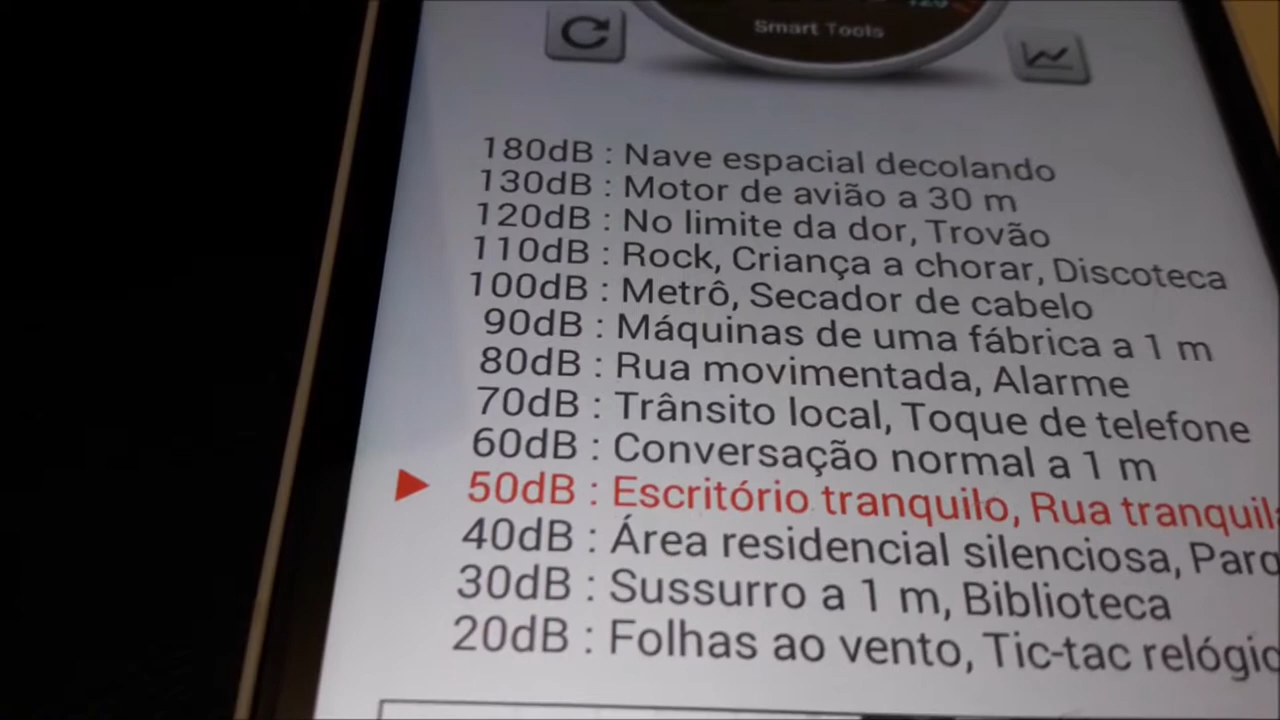 Smart Tools
180dB : Nave espacial decolando
130dB : Motor de avião a 30 m
120dB : No limite da dor, Trovão
110dB : Rock, Criança a chorar, Discoteca
100dB : Metrô, Secador de cabelo
90dB : Máquinas de uma fábrica a 1 m
80dB : Rua movimentada, Alarme
70dB : Trânsito local, Toque de telefone
60dB : Conversação normal a 1 m
50dB : Escritório tranquilo, Rua tranquila
40dB : Área residencial silenciosa,
30dB : Sussurro a 1 m, Biblioteca
20dB : Folhas ao vento, Tic-tac relógio